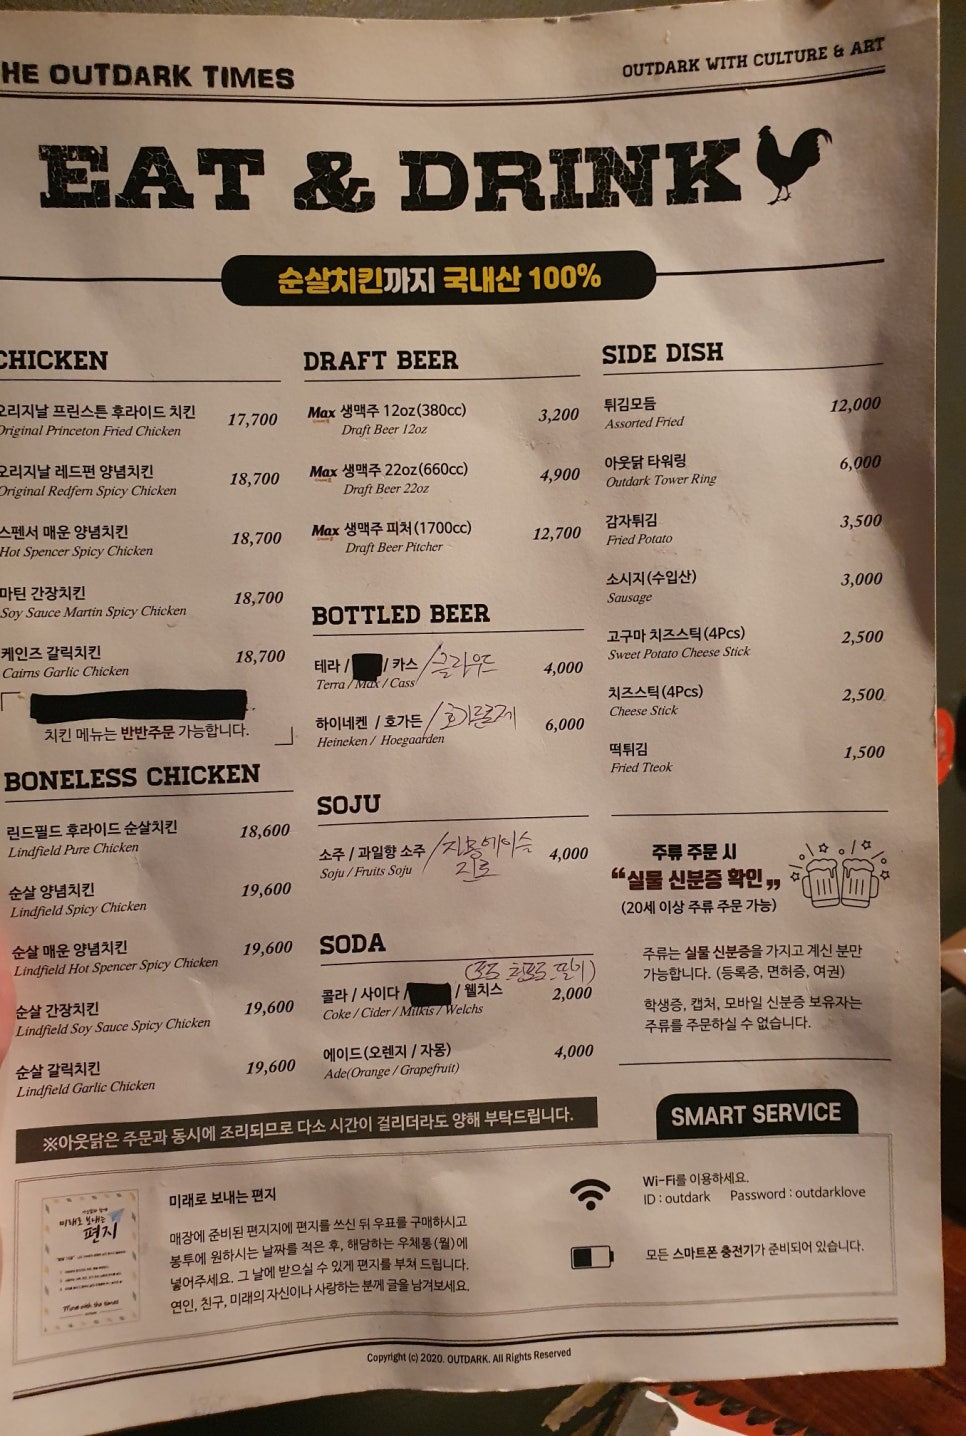 HE OUTDARK TIMES
OUTDARK WITH CULTURE & ART
EAT & DRINK
순살치킨까지 국내산 100%
CHICKEN
오리지날 프린스튼 후라이드 치킨 17,700
Original Princeton Fried Chicken
오리지날 레드펀 양념치킨 18,700
Original Redfern Spicy Chicken
스펜서 매운 양념치킨 18,700
Hot Spencer Spicy Chicken
마틴 간장치킨 18,700
Soy Sauce Martin Spicy Chicken
케인즈 갈릭치킨 18,700
Cairns Garlic Chicken
치킨 메뉴는 반반주문 가능합니다.
BONELESS CHICKEN
린드필드 후라이드 순살치킨 18,600
Lindfield Pure Chicken
순살 양념치킨 19,600
Lindfield Spicy Chicken
순살 매운 양념치킨 19,600
Lindfield Hot Spencer Spicy Chicken
순살 간장치킨 19,600
Lindfield Soy Sauce Spicy Chicken
순살 갈릭치킨 19,600
Lindfield Garlic Chicken
DRAFT BEER
Max 생맥주 12oz(380cc) 3,200
Draft Beer 12oz
Max 생맥주 22oz(660cc) 4,900
Draft Beer 22oz
Max 생맥주 피처(1700cc) 12,700
Draft Beer Pitcher
BOTTLED BEER
테라 / / 카스 / 클라우드 4,000
Terra / Max / Cass
하이네켄 / 호가든 / 6,000
Heineken / Hoegaarden
SOJU
소주 / 과일향 소주 / 자몽에이슬 4,000
Soju / Fruits Soju 진로
SODA
(포도 청포도 딸기)
콜라 / 사이다 / / 웰치스 2,000
Coke / Cider / Milkis / Welchs
에이드(오렌지 / 자몽) 4,000
Ade(Orange / Grapefruit)
SIDE DISH
튀김모듬 12,000
Assorted Fried
아웃닭 타워링 6,000
Outdark Tower Ring
감자튀김 3,500
Fried Potato
소시지(수입산) 3,000
Sausage
고구마 치즈스틱(4Pcs) 2,500
Sweet Potato Cheese Stick
치즈스틱(4Pcs) 2,500
Cheese Stick
떡튀김 1,500
Fried Tteok
주류 주문 시
“실물 신분증 확인„
(20세 이상 주류 주문 가능)
주류는 실물 신분증을 가지고 계신 분만
가능합니다. (등록증, 면허증, 여권)
학생증, 캡처, 모바일 신분증 보유자는
주류를 주문하실 수 없습니다.
※아웃닭은 주문과 동시에 조리되므로 다소 시간이 걸리더라도 양해 부탁드립니다.
SMART SERVICE
미래로 보내는
편지
미래로 보내는 편지
매장에 준비된 편지지에 편지를 쓰신 뒤 우표를 구매하시고
봉투에 원하시는 날짜를 적은 후, 해당하는 우체통(월)에
넣어주세요. 그 날에 받으실 수 있게 편지를 부쳐 드립니다.
연인, 친구, 미래의 자신이나 사랑하는 분께 글을 남겨보세요.
Wi-Fi를 이용하세요.
ID : outdark Password : outdarklove
모든 스마트폰 충전기가 준비되어 있습니다.
Copyright (c) 2020. OUTDARK. All Rights Reserved